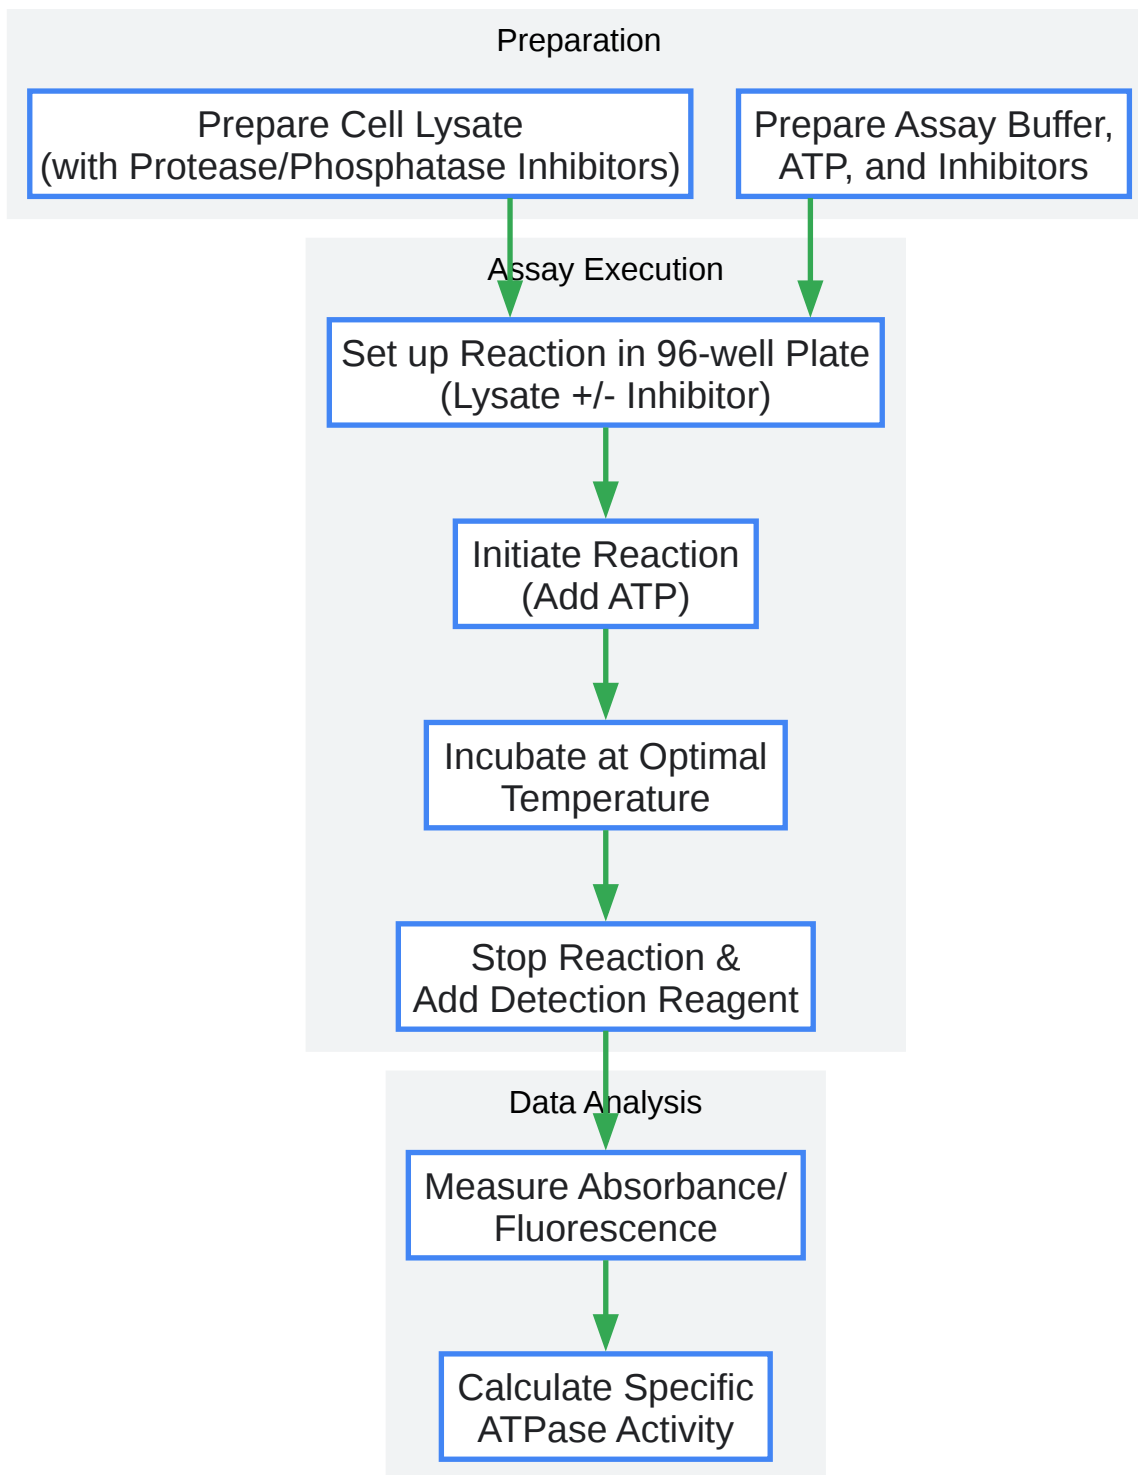 Preparation
Prepare Cell Lysate
(with Protease/Phosphatase Inhibitors)
Prepare Assay Buffer,
ATP, and Inhibitors
Assay Execution
Set up Reaction in 96-well Plate
(Lysate +/- Inhibitor)
Initiate Reaction
(Add ATP)
Incubate at Optimal
Temperature
Stop Reaction &
Add Detection Reagent
Data Analysis
Measure Absorbance/
Fluorescence
Calculate Specific
ATPase Activity